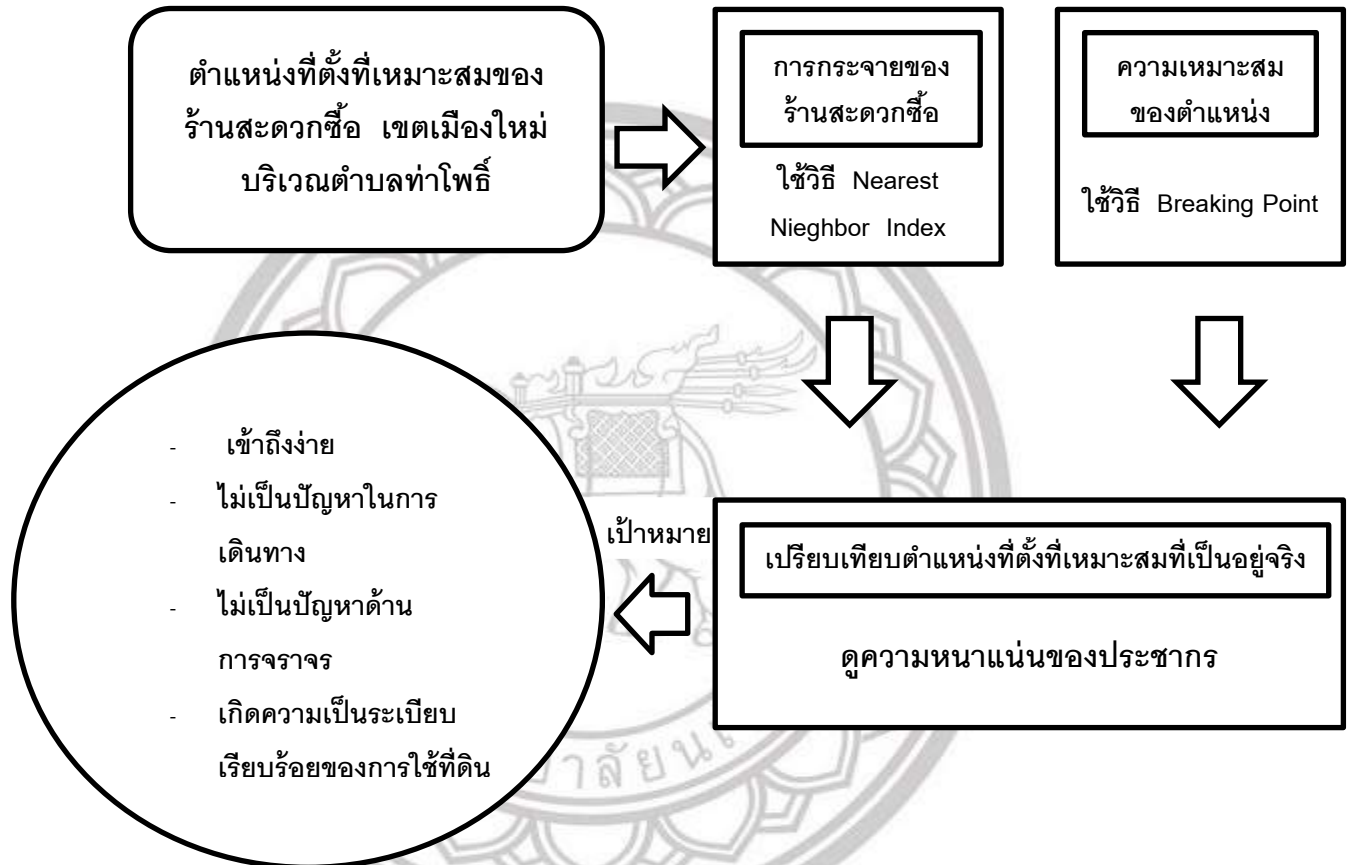 ตำแหน่งที่ตั้งที่เหมาะสมของ
ร้านสะดวกซื้อ เขตเมืองใหม่
บริเวณตำบลท่าโพธิ์
การกระจายของ
ร้านสะดวกซื้อ
ใช้วิธี Nearest
Nieghbor Index
ความเหมาะสม
ของตำแหน่ง
ใช้วิธี Breaking Point
เปรียบเทียบตำแหน่งที่ตั้งที่เหมาะสมที่เป็นอยู่จริง
ดูความหนาแน่นของประชากร
เป้าหมาย
- เข้าถึงง่าย
- ไม่เป็นปัญหาในการ
เดินทาง
- ไม่เป็นปัญหาด้าน
การจราจร
- เกิดความเป็นระเบียบ
เรียบร้อยของการใช้ที่ดิน